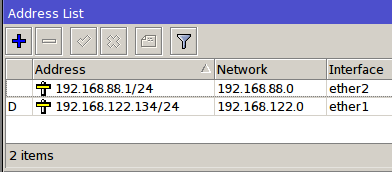 Address List
Address Network Interface
192.168.88.1/24 192.168.88.0 ether2
D 192.168.122.134/24 192.168.122.0 ether1
2 items